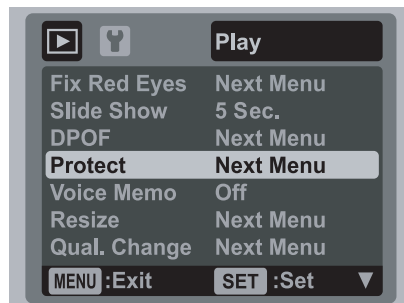 Play
Fix Red Eyes Next Menu
Slide Show 5 Sec.
DPOF Next Menu
Protect Next Menu
Voice Memo Off
Resize Next Menu
Qual. Change Next Menu
MENU :Exit SET :Set